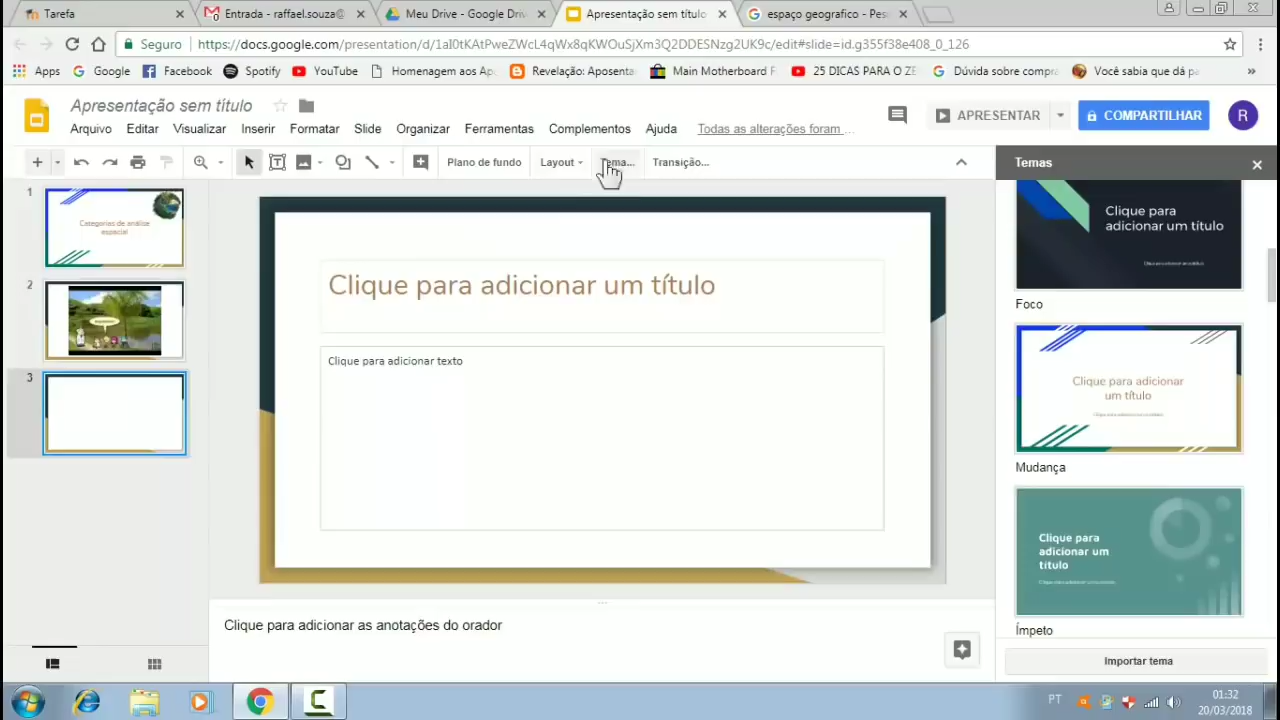 Tarefa
Entrada - raffael.souza@
Meu Drive - Google Driv
Apresentação sem título
espaço geografico - Pes
Seguro
https://docs.google.com/presentation/d/1aI0tKAtPweZWcL4qWx8qKWOuSjXm3Q2DDESNzg2UK9c/edit#slide=id.g355f38e408_0_126
Apps
Google
Facebook
Spotify
YouTube
Homenagem aos Ap
Revelação: Aposenta
Main Motherboard F
25 DICAS PARA O ZE
Dúvida sobre compra
Você sabia que dá pa
»
Apresentação sem título
Arquivo Editar Visualizar Inserir Formatar Slide Organizar Ferramentas Complementos Ajuda
Todas as alterações foram ...
APRESENTAR
COMPARTILHAR
R
Plano de fundo
Layout
Tema...
Transição...
Temas
1
Categorias de análise
espacial
2
3
Clique para adicionar um título
Clique para adicionar texto
Clique para adicionar as anotações do orador
Clique para
adicionar um título
Foco
Clique para adicionar
um título
Mudança
Clique para
adicionar um
título
Ímpeto
Importar tema
PT
01:32
20/03/2018